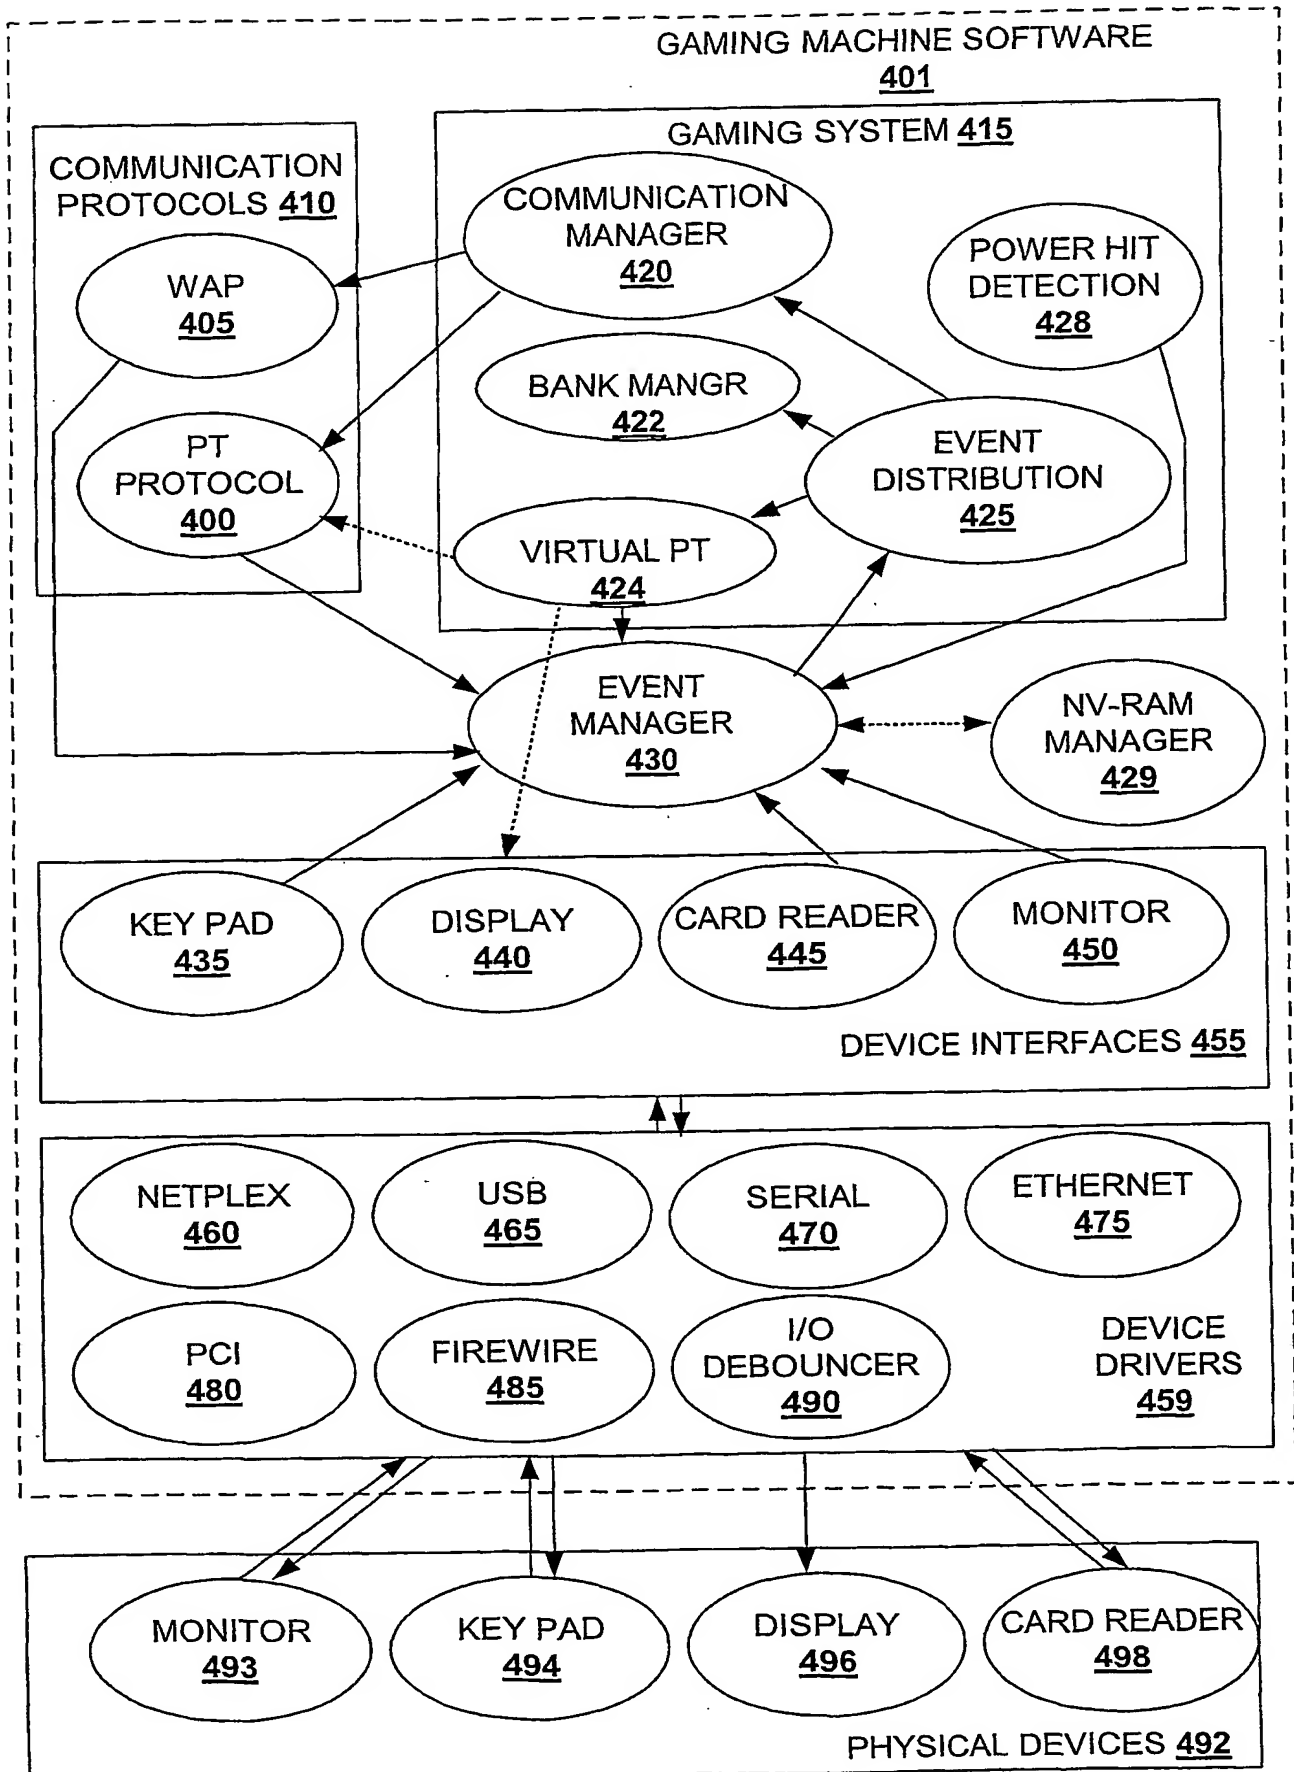 GAMING MACHINE SOFTWARE
401
GAMING SYSTEM 415
COMMUNICATION
PROTOCOLS 410
COMMUNICATION
MANAGER
420
POWER HIT
DETECTION
428
WAP
405
BANK MANGR
422
PT
PROTOCOL
400
EVENT
DISTRIBUTION
425
VIRTUAL PT
424
EVENT
MANAGER
430
NV-RAM
MANAGER
429
KEY PAD
435
DISPLAY
440
CARD READER
445
MONITOR
450
DEVICE INTERFACES 455
NETPLEX
460
USB
465
SERIAL
470
ETHERNET
475
PCI
480
FIREWIRE
485
I/O
DEBOUNCER
490
DEVICE
DRIVERS
459
MONITOR
493
KEY PAD
494
DISPLAY
496
CARD READER
498
PHYSICAL DEVICES 492